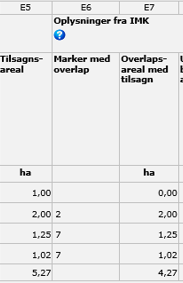 E5 E6 E7
Oplysninger fra IMK
?
Tilsagns- Marker med Overlaps-
areal overlap areal med
tilsagn
ha ha
1,00 0,00
2,00 2 2,00
1,25 7 1,25
1,02 7 1,02
5,27 4,27